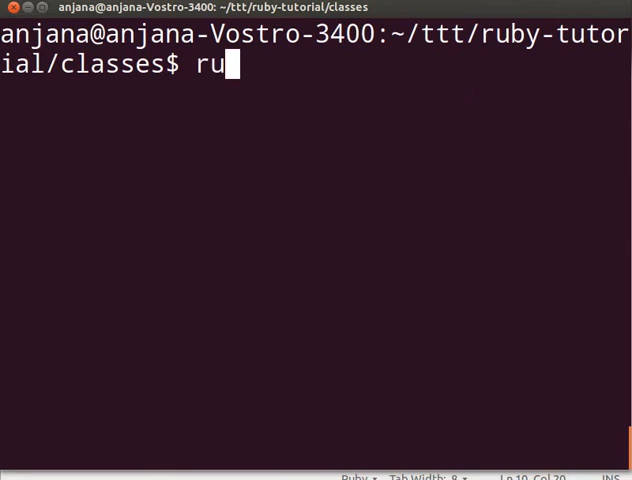 anjana@anjana-Vostro-3400: ~/ttt/ruby-tutorial/classes
anjana@anjana-Vostro-3400:~/ttt/ruby-tutor
ial/classes$ ru
Ruby Tab Width: 8 Ln 10, Col 20 INS